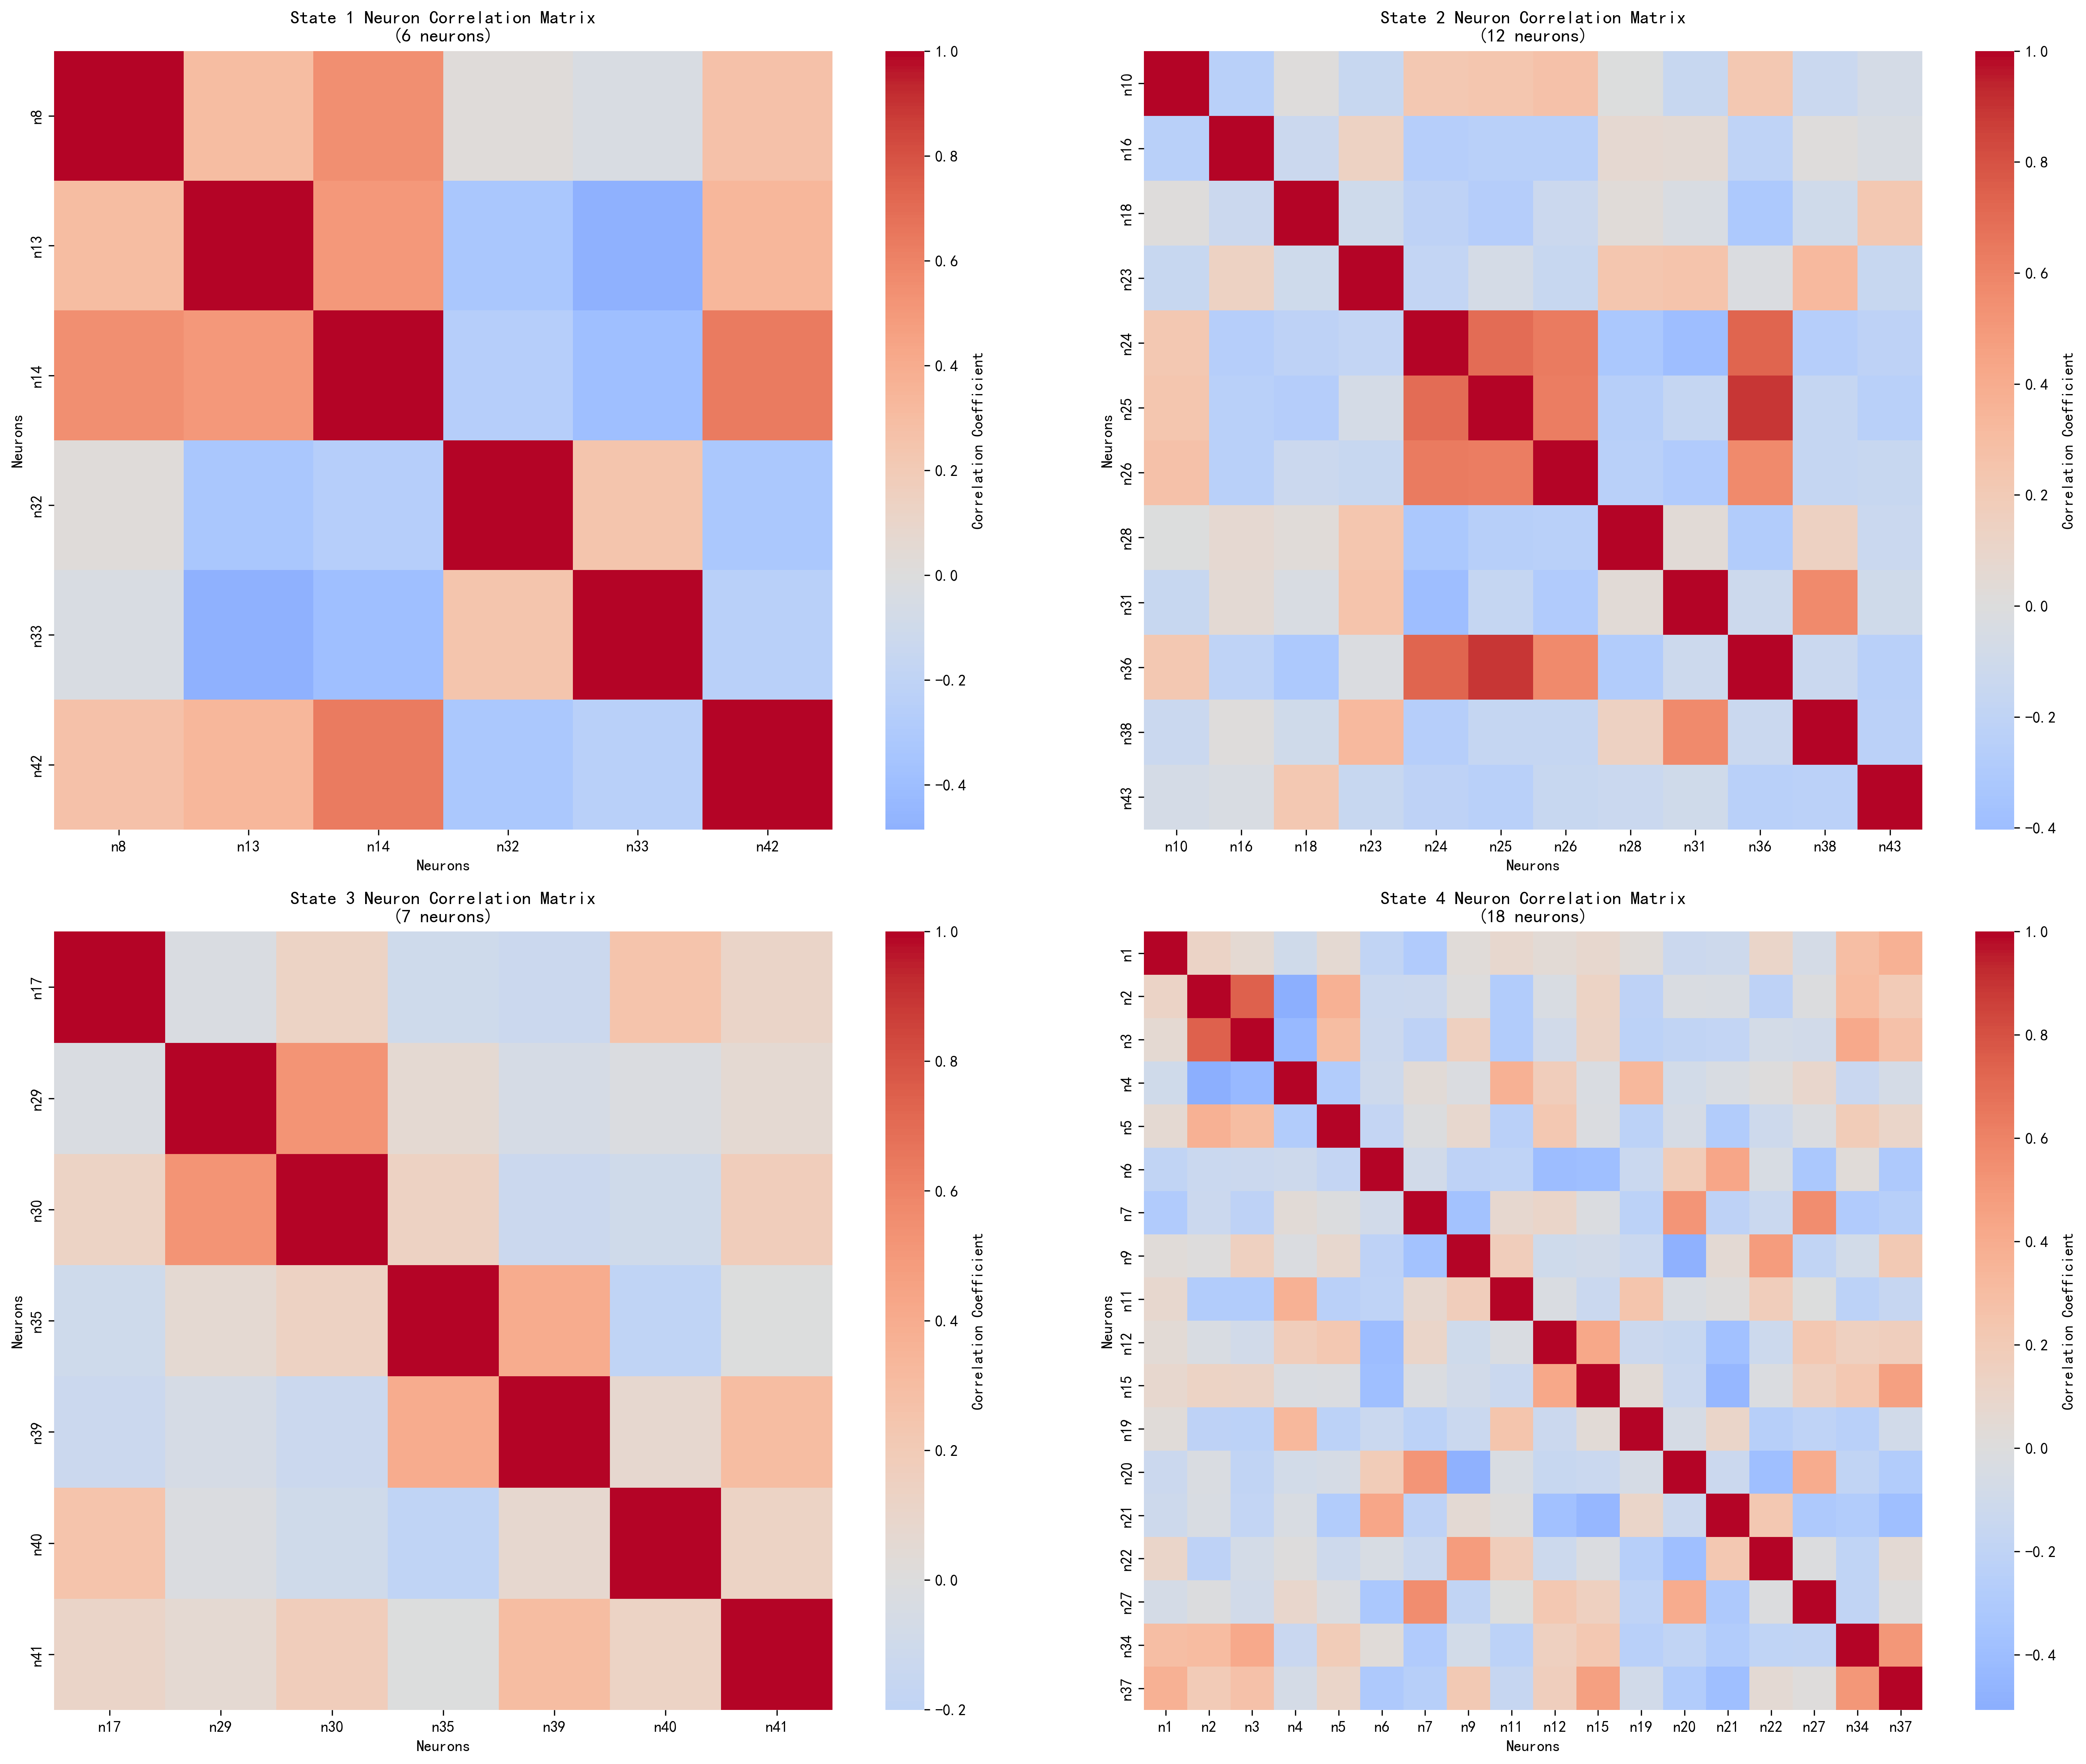 State 1 Neuron Correlation Matrix
(6 neurons)
n8
n13
n14
n32
n33
n42
Neurons
n8 n13 n14 n32 n33 n42
Neurons
1.0
0.8
0.6
0.4
0.2
0.0
−0.2
−0.4
Correlation Coefficient
State 2 Neuron Correlation Matrix
(12 neurons)
n10
n16
n18
n23
n24
n25
n26
n28
n31
n36
n38
n43
Neurons
n10 n16 n18 n23 n24 n25 n26 n28 n31 n36 n38 n43
Neurons
1.0
0.8
0.6
0.4
0.2
0.0
−0.2
−0.4
Correlation Coefficient
State 3 Neuron Correlation Matrix
(7 neurons)
n17
n29
n30
n35
n39
n40
n41
Neurons
n17 n29 n30 n35 n39 n40 n41
Neurons
1.0
0.8
0.6
0.4
0.2
0.0
−0.2
Correlation Coefficient
State 4 Neuron Correlation Matrix
(18 neurons)
n1
n2
n3
n4
n5
n6
n7
n9
n11
n12
n15
n19
n20
n21
n22
n27
n34
n37
Neurons
n1 n2 n3 n4 n5 n6 n7 n9 n11 n12 n15 n19 n20 n21 n22 n27 n34 n37
Neurons
1.0
0.8
0.6
0.4
0.2
0.0
−0.2
−0.4
Correlation Coefficient